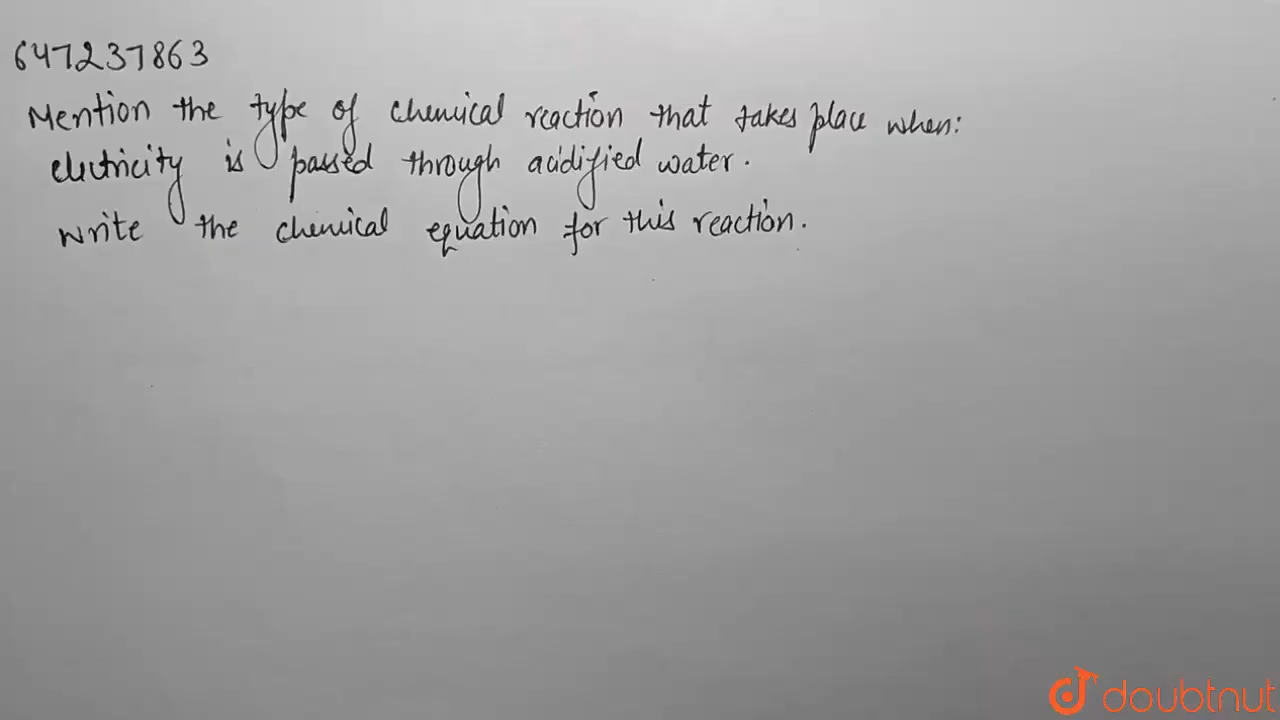 647237863
Mention the type of chemical reaction that takes place when:
electricity is passed through acidified water.
Write the chemical equation for this reaction.
doubtnut